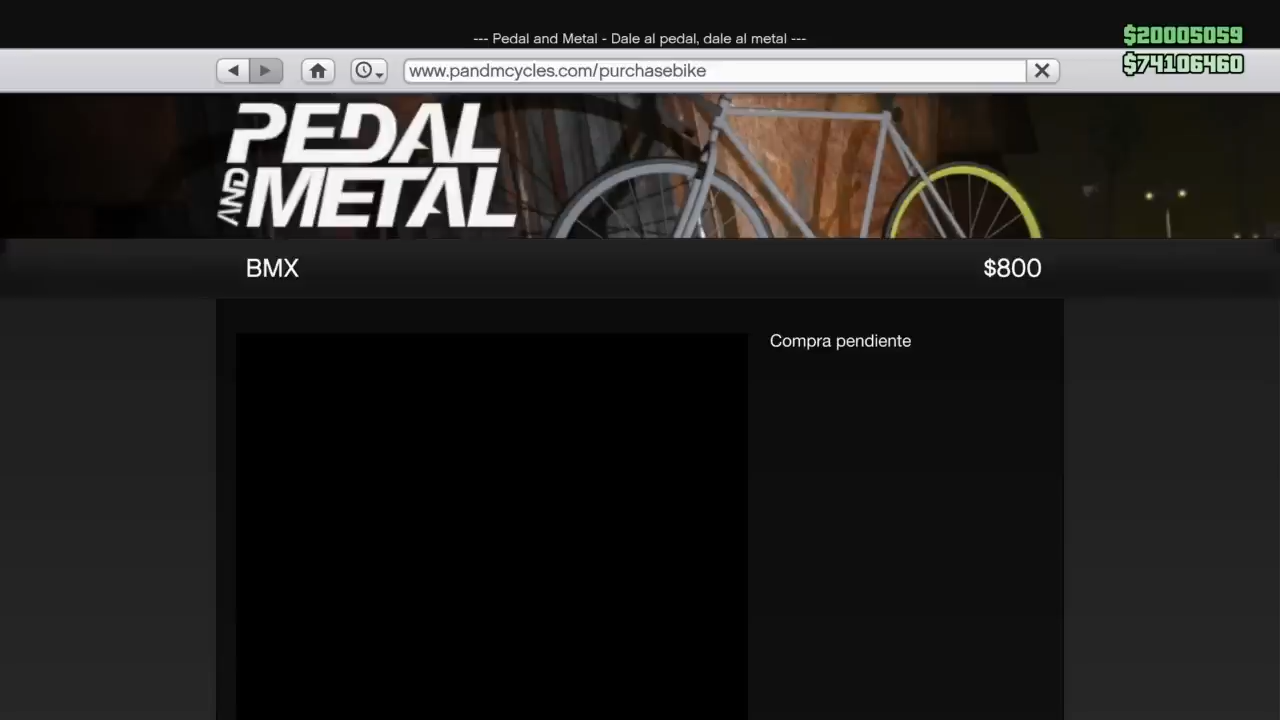 --- Pedal and Metal - Dale al pedal, dale al metal ---
$20005059
$74106460
www.pandmcycles.com/purchasebike
PEDAL
AND METAL
BMX $800
Compra pendiente